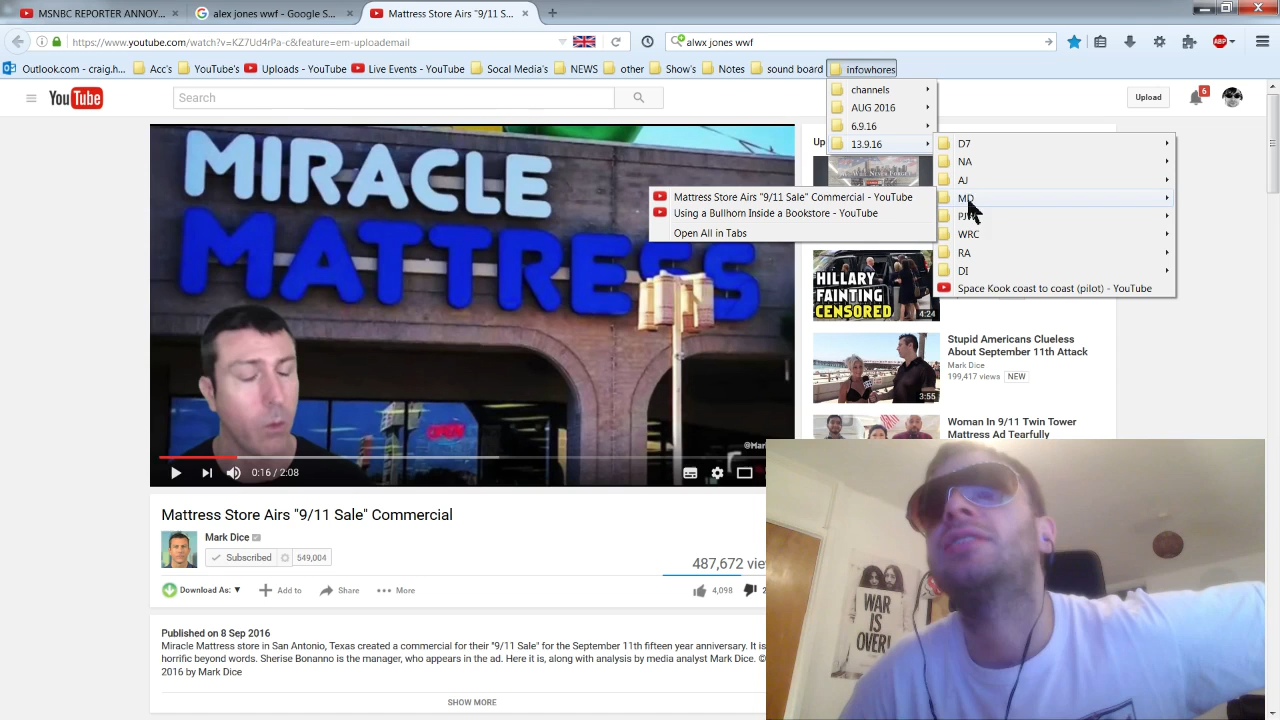 MSNBC REPORTER ANNOY...
alex jones wwf - Google S...
Mattress Store Airs "9/11 S...
https://www.youtube.com/watch?v=KZ7Ud4rPa-c&feature=em-uploademail
alwx jones wwf
ABP
Outlook.com - craig.h...
Acc's
YouTube's
Uploads - YouTube
Live Events - YouTube
Socal Media's
NEWS
other
Show's
Notes
sound board
infowhores
YouTube
Search
Upload
6
channels
AUG 2016
6.9.16
13.9.16
Up
D7
NA
AJ
MD
WRC
RA
DI
Space Kook coast to coast (pilot) - YouTube
Mattress Store Airs "9/11 Sale" Commercial - YouTube
Using a Bullhorn Inside a Bookstore - YouTube
Open All in Tabs
MIRACLE
MATTRESS
OPEN
@Mar
0:16 / 2:08
HILLARY
FAINTING
CENSORED
4:24
Stupid Americans Clueless
About September 11th Attack
Mark Dice
199,417 views
NEW
3:55
Woman In 9/11 Twin Tower
Mattress Ad Tearfully
Mattress Store Airs "9/11 Sale" Commercial
Mark Dice
Subscribed
549,004
487,672 vie
Download As:
Add to
Share
More
4,098
2
Published on 8 Sep 2016
Miracle Mattress store in San Antonio, Texas created a commercial for their "9/11 Sale" for the September 11th fifteen year anniversary. It is
horrific beyond words. Sherise Bonanno is the manager, who appears in the ad. Here it is, along with analysis by media analyst Mark Dice. ©
2016 by Mark Dice
SHOW MORE
WAR
IS
OVER!